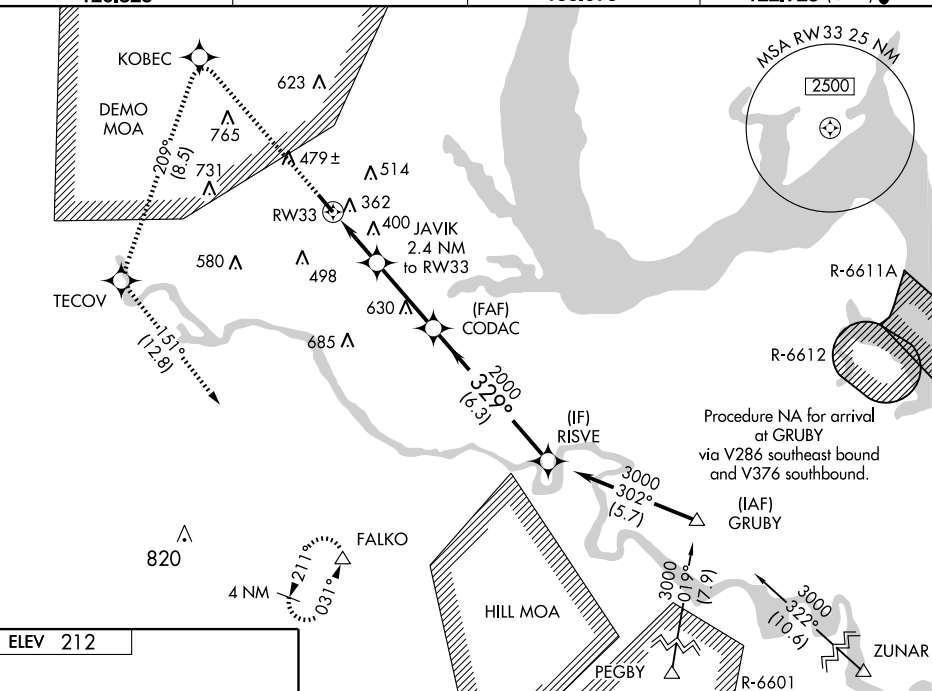 MSA RW33 25 NM
2500
KOBEC
623
DEMO
MOA
765
209°
(8.5)
731
479±
514
RW33
362
400
JAVIK
2.4 NM
to RW33
580
498
TECOV
630
(FAF)
CODAC
685
151°
(12.8)
R-6611A
R-6612
2000
329°
(6.3)
(IF)
RISVE
Procedure NA for arrival
at GRUBY
via V286 southeast bound
and V376 southbound.
3000
302°
(5.7)
(IAF)
GRUBY
820
FALKO
211°
4 NM
031°
HILL MOA
3000
019°
(7.9)
3000
322°
(10.6)
ZUNAR
PEGBY
R-6601
ELEV 212